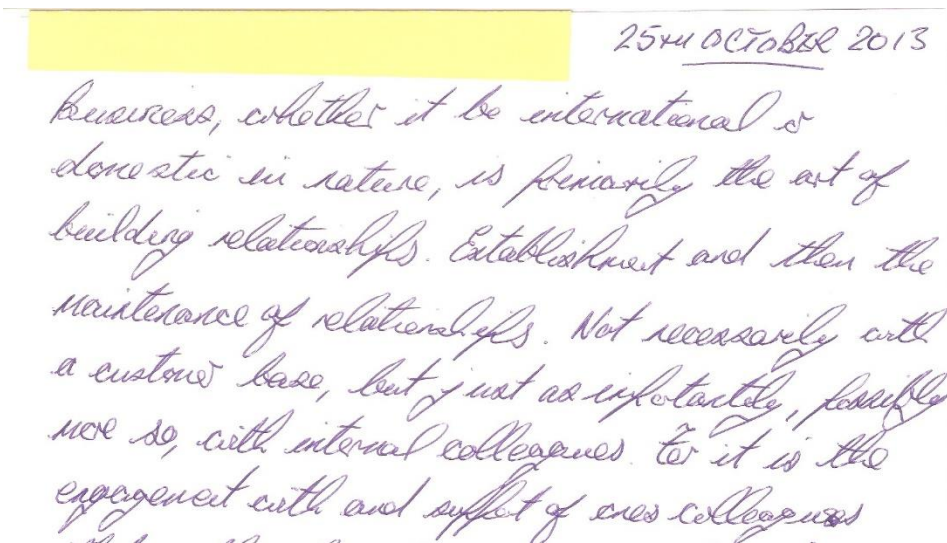 25TH OCTOBER 2013
Business, whether it be international or
domestic in nature, is primarily the art of
building relationships. Establishment and then the
maintenance of relationships. Not necessarily with
a customer base, but just as importantly, possibly
more so, with internal colleagues. For it is the
engagement with and support of ones colleagues